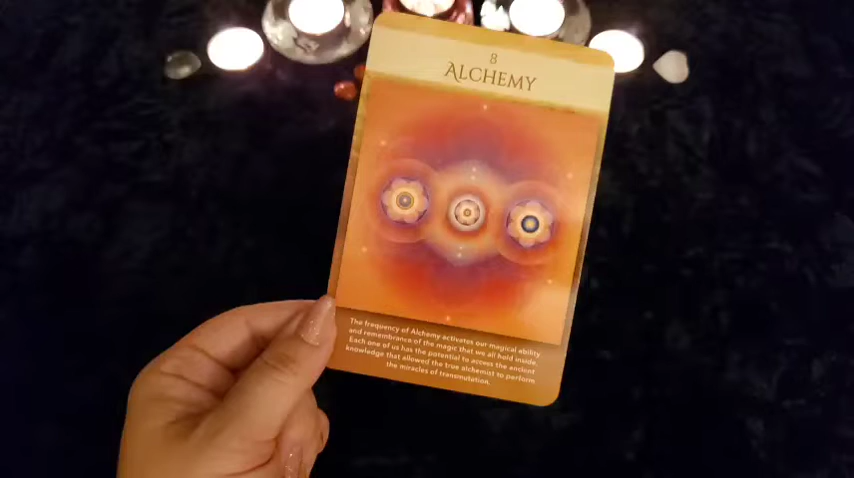 8
ALCHEMY
The frequency of Alchemy activates our magical ability
and remembrance of the magic that we all hold inside.
Each one of us has the potential to access the ancient
knowledge that allowed the true alchemist to perform
the miracles of transmutation.